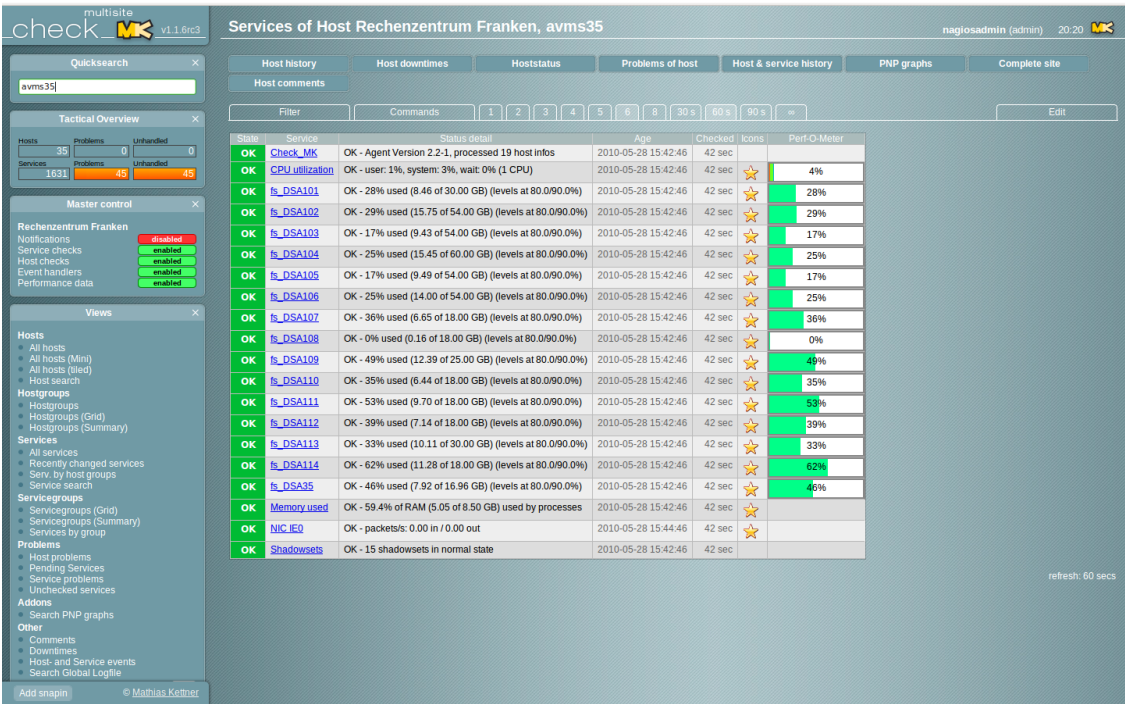 multisite
check_MK v1.1.6rc3
Services of Host Rechenzentrum Franken, avms35
nagiosadmin (admin) 20:20
Quicksearch ×
avms35
Tactical Overview ×
Hosts Problems Unhandled
35 0 0
Services Problems Unhandled
1631 45 45
Master control ×
Rechenzentrum Franken
Notifications disabled
Service checks enabled
Host checks enabled
Event handlers enabled
Performance data enabled
Views ×
Hosts
All hosts
All hosts (Mini)
All hosts (tiled)
Host search
Hostgroups
Hostgroups
Hostgroups (Grid)
Hostgroups (Summary)
Services
All services
Recently changed services
Serv. by host groups
Service search
Servicegroups
Servicegroups (Grid)
Servicegroups (Summary)
Services by group
Problems
Host problems
Pending Services
Service problems
Unchecked services
Addons
Search PNP graphs
Other
Comments
Downtimes
Host- and Service events
Search Global Logfile
Add snapin © Mathias Kettner
Host history Host downtimes Hoststatus Problems of host Host & service history PNP graphs Complete site
Host comments
Filter Commands 1 2 3 4 5 6 8 30 s 60 s 90 s ∞ Edit
State Service Status detail Age Checked Icons Perf-O-Meter
OK Check_MK OK - Agent Version 2.2-1, processed 19 host infos 2010-05-28 15:42:46 42 sec
OK CPU utilization OK - user: 1%, system: 3%, wait: 0% (1 CPU) 2010-05-28 15:42:46 42 sec 4%
OK fs_DSA101 OK - 28% used (8.46 of 30.00 GB) (levels at 80.0/90.0%) 2010-05-28 15:42:46 42 sec 28%
OK fs_DSA102 OK - 29% used (15.75 of 54.00 GB) (levels at 80.0/90.0%) 2010-05-28 15:42:46 42 sec 29%
OK fs_DSA103 OK - 17% used (9.43 of 54.00 GB) (levels at 80.0/90.0%) 2010-05-28 15:42:46 42 sec 17%
OK fs_DSA104 OK - 25% used (15.45 of 60.00 GB) (levels at 80.0/90.0%) 2010-05-28 15:42:46 42 sec 25%
OK fs_DSA105 OK - 17% used (9.49 of 54.00 GB) (levels at 80.0/90.0%) 2010-05-28 15:42:46 42 sec 17%
OK fs_DSA106 OK - 25% used (14.00 of 54.00 GB) (levels at 80.0/90.0%) 2010-05-28 15:42:46 42 sec 25%
OK fs_DSA107 OK - 36% used (6.65 of 18.00 GB) (levels at 80.0/90.0%) 2010-05-28 15:42:46 42 sec 36%
OK fs_DSA108 OK - 0% used (0.16 of 18.00 GB) (levels at 80.0/90.0%) 2010-05-28 15:42:46 42 sec 0%
OK fs_DSA109 OK - 49% used (12.39 of 25.00 GB) (levels at 80.0/90.0%) 2010-05-28 15:42:46 42 sec 49%
OK fs_DSA110 OK - 35% used (6.44 of 18.00 GB) (levels at 80.0/90.0%) 2010-05-28 15:42:46 42 sec 35%
OK fs_DSA111 OK - 53% used (9.70 of 18.00 GB) (levels at 80.0/90.0%) 2010-05-28 15:42:46 42 sec 53%
OK fs_DSA112 OK - 39% used (7.14 of 18.00 GB) (levels at 80.0/90.0%) 2010-05-28 15:42:46 42 sec 39%
OK fs_DSA113 OK - 33% used (10.11 of 30.00 GB) (levels at 80.0/90.0%) 2010-05-28 15:42:46 42 sec 33%
OK fs_DSA114 OK - 62% used (11.28 of 18.00 GB) (levels at 80.0/90.0%) 2010-05-28 15:42:46 42 sec 62%
OK fs_DSA35 OK - 46% used (7.92 of 16.96 GB) (levels at 80.0/90.0%) 2010-05-28 15:42:46 42 sec 46%
OK Memory used OK - 59.4% of RAM (5.05 of 8.50 GB) used by processes 2010-05-28 15:42:46 42 sec
OK NIC IE0 OK - packets/s: 0.00 in / 0.00 out 2010-05-28 15:44:46 42 sec
OK Shadowsets OK - 15 shadowsets in normal state 2010-05-28 15:42:46 42 sec
refresh: 60 secs